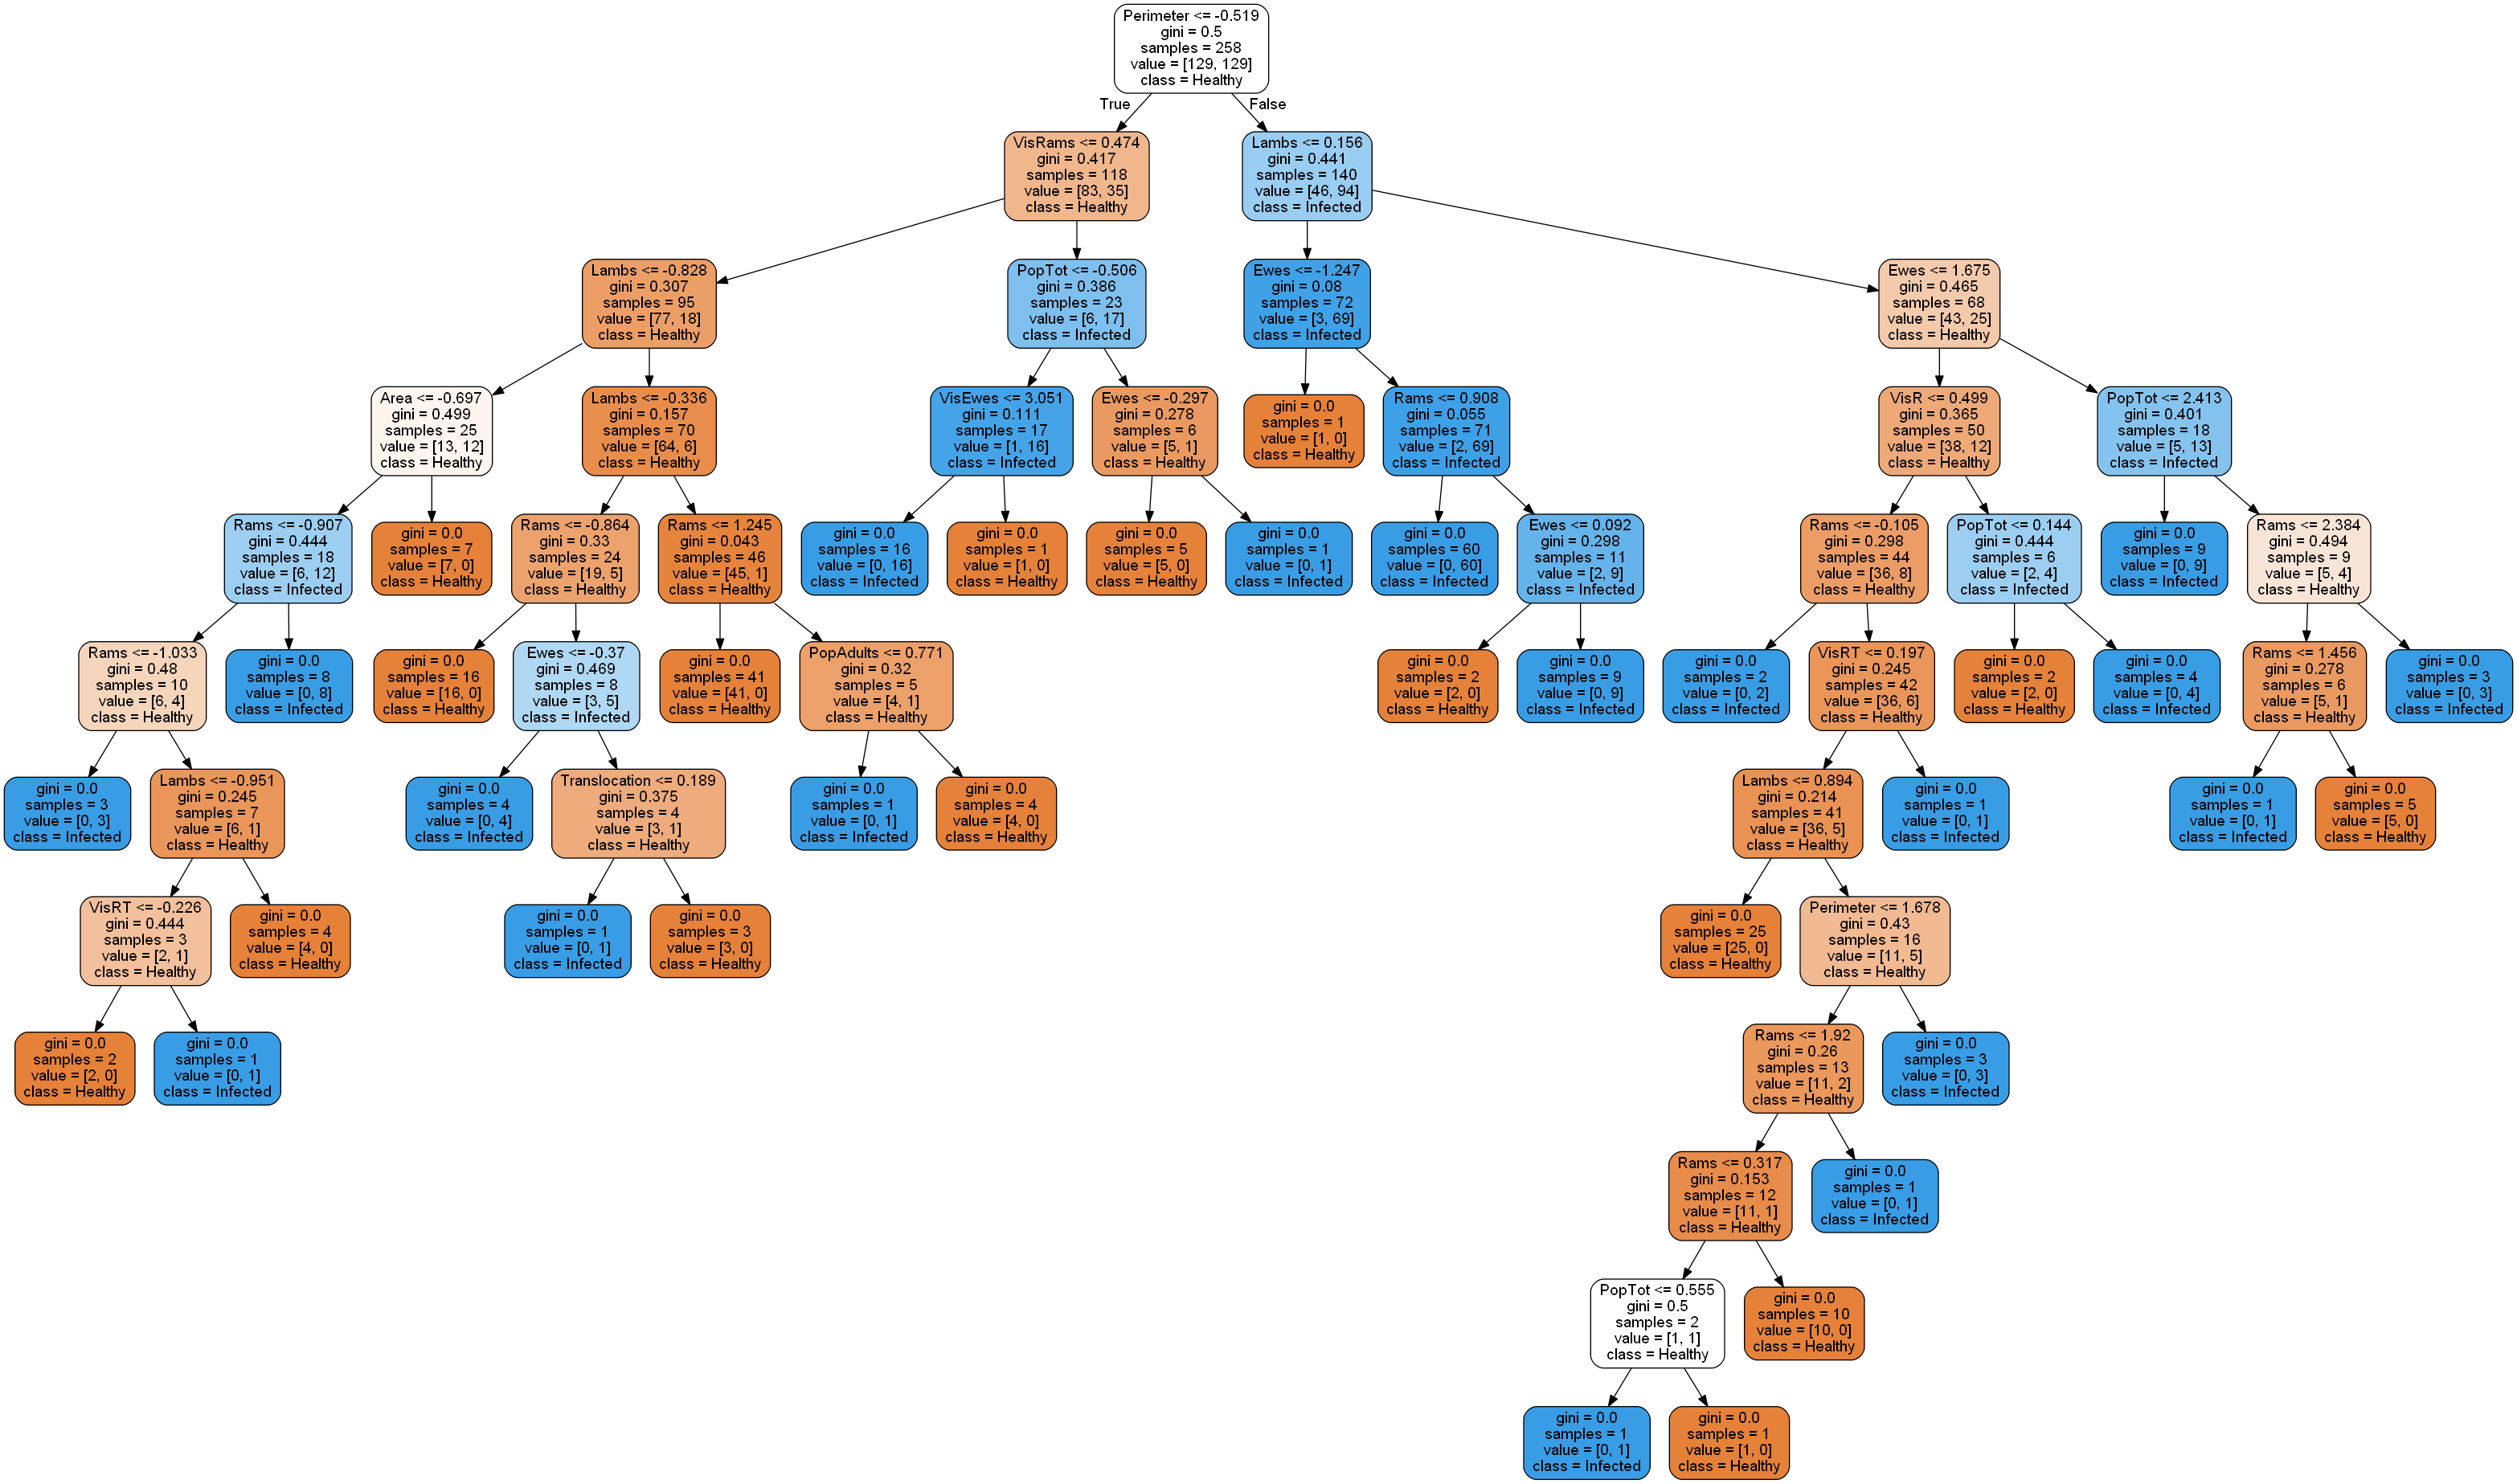 Perimeter <= -0.519
gini = 0.5
samples = 258
value = [129, 129]
class = Healthy
True
False
VisRams <= 0.474
gini = 0.417
samples = 118
value = [83, 35]
class = Healthy
Lambs <= 0.156
gini = 0.441
samples = 140
value = [46, 94]
class = Infected
Lambs <= -0.828
gini = 0.307
samples = 95
value = [77, 18]
class = Healthy
PopTot <= -0.506
gini = 0.386
samples = 23
value = [6, 17]
class = Infected
Ewes <= -1.247
gini = 0.08
samples = 72
value = [3, 69]
class = Infected
Ewes <= 1.675
gini = 0.465
samples = 68
value = [43, 25]
class = Healthy
Area <= -0.697
gini = 0.499
samples = 25
value = [13, 12]
class = Healthy
Lambs <= -0.336
gini = 0.157
samples = 70
value = [64, 6]
class = Healthy
VisEwes <= 3.051
gini = 0.111
samples = 17
value = [1, 16]
class = Infected
Ewes <= -0.297
gini = 0.278
samples = 6
value = [5, 1]
class = Healthy
gini = 0.0
samples = 1
value = [1, 0]
class = Healthy
Rams <= 0.908
gini = 0.055
samples = 71
value = [2, 69]
class = Infected
VisR <= 0.499
gini = 0.365
samples = 50
value = [38, 12]
class = Healthy
PopTot <= 2.413
gini = 0.401
samples = 18
value = [5, 13]
class = Infected
Rams <= -0.907
gini = 0.444
samples = 18
value = [6, 12]
class = Infected
gini = 0.0
samples = 7
value = [7, 0]
class = Healthy
Rams <= -0.864
gini = 0.33
samples = 24
value = [19, 5]
class = Healthy
Rams <= 1.245
gini = 0.043
samples = 46
value = [45, 1]
class = Healthy
gini = 0.0
samples = 16
value = [0, 16]
class = Infected
gini = 0.0
samples = 1
value = [1, 0]
class = Healthy
gini = 0.0
samples = 5
value = [5, 0]
class = Healthy
gini = 0.0
samples = 1
value = [0, 1]
class = Infected
gini = 0.0
samples = 60
value = [0, 60]
class = Infected
Ewes <= 0.092
gini = 0.298
samples = 11
value = [2, 9]
class = Infected
Rams <= -0.105
gini = 0.298
samples = 44
value = [36, 8]
class = Healthy
PopTot <= 0.144
gini = 0.444
samples = 6
value = [2, 4]
class = Infected
gini = 0.0
samples = 9
value = [0, 9]
class = Infected
Rams <= 2.384
gini = 0.494
samples = 9
value = [5, 4]
class = Healthy
Rams <= -1.033
gini = 0.48
samples = 10
value = [6, 4]
class = Healthy
gini = 0.0
samples = 8
value = [0, 8]
class = Infected
gini = 0.0
samples = 16
value = [16, 0]
class = Healthy
Ewes <= -0.37
gini = 0.469
samples = 8
value = [3, 5]
class = Infected
gini = 0.0
samples = 41
value = [41, 0]
class = Healthy
PopAdults <= 0.771
gini = 0.32
samples = 5
value = [4, 1]
class = Healthy
gini = 0.0
samples = 2
value = [2, 0]
class = Healthy
gini = 0.0
samples = 9
value = [0, 9]
class = Infected
gini = 0.0
samples = 2
value = [0, 2]
class = Infected
VisRT <= 0.197
gini = 0.245
samples = 42
value = [36, 6]
class = Healthy
gini = 0.0
samples = 2
value = [2, 0]
class = Healthy
gini = 0.0
samples = 4
value = [0, 4]
class = Infected
Rams <= 1.456
gini = 0.278
samples = 6
value = [5, 1]
class = Healthy
gini = 0.0
samples = 3
value = [0, 3]
class = Infected
gini = 0.0
samples = 3
value = [0, 3]
class = Infected
Lambs <= -0.951
gini = 0.245
samples = 7
value = [6, 1]
class = Healthy
gini = 0.0
samples = 4
value = [0, 4]
class = Infected
Translocation <= 0.189
gini = 0.375
samples = 4
value = [3, 1]
class = Healthy
gini = 0.0
samples = 1
value = [0, 1]
class = Infected
gini = 0.0
samples = 4
value = [4, 0]
class = Healthy
Lambs <= 0.894
gini = 0.214
samples = 41
value = [36, 5]
class = Healthy
gini = 0.0
samples = 1
value = [0, 1]
class = Infected
gini = 0.0
samples = 1
value = [0, 1]
class = Infected
gini = 0.0
samples = 5
value = [5, 0]
class = Healthy
VisRT <= -0.226
gini = 0.444
samples = 3
value = [2, 1]
class = Healthy
gini = 0.0
samples = 4
value = [4, 0]
class = Healthy
gini = 0.0
samples = 1
value = [0, 1]
class = Infected
gini = 0.0
samples = 3
value = [3, 0]
class = Healthy
gini = 0.0
samples = 25
value = [25, 0]
class = Healthy
Perimeter <= 1.678
gini = 0.43
samples = 16
value = [11, 5]
class = Healthy
gini = 0.0
samples = 2
value = [2, 0]
class = Healthy
gini = 0.0
samples = 1
value = [0, 1]
class = Infected
Rams <= 1.92
gini = 0.26
samples = 13
value = [11, 2]
class = Healthy
gini = 0.0
samples = 3
value = [0, 3]
class = Infected
Rams <= 0.317
gini = 0.153
samples = 12
value = [11, 1]
class = Healthy
gini = 0.0
samples = 1
value = [0, 1]
class = Infected
PopTot <= 0.555
gini = 0.5
samples = 2
value = [1, 1]
class = Healthy
gini = 0.0
samples = 10
value = [10, 0]
class = Healthy
gini = 0.0
samples = 1
value = [0, 1]
class = Infected
gini = 0.0
samples = 1
value = [1, 0]
class = Healthy